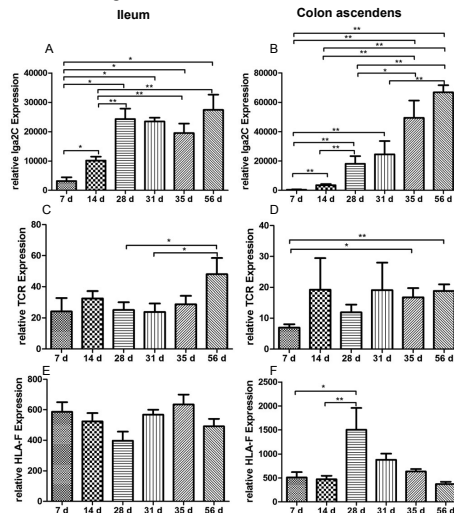 Ileum
Colon ascendens
A
relative Iga2C Expression
40000
30000
20000
10000
0
* * * * * ** ** ** *
7 d 14 d 28 d 31 d 35 d 56 d
B
relative Iga2C Expression
80000
60000
40000
20000
0
** ** ** ** * ** ** ** ** **
7 d 14 d 28 d 31 d 35 d 56 d
C
relative TCR Expression
80
60
40
20
0
* *
7 d 14 d 28 d 31 d 35 d 56 d
D
relative TCR Expression
40
30
20
10
0
** *
7 d 14 d 28 d 31 d 35 d 56 d
E
relative HLA-F Expression
800
600
400
200
0
7 d 14 d 28 d 31 d 35 d 56 d
F
relative HLA-F Expression
2500
2000
1500
1000
500
0
* **
7 d 14 d 28 d 31 d 35 d 56 d